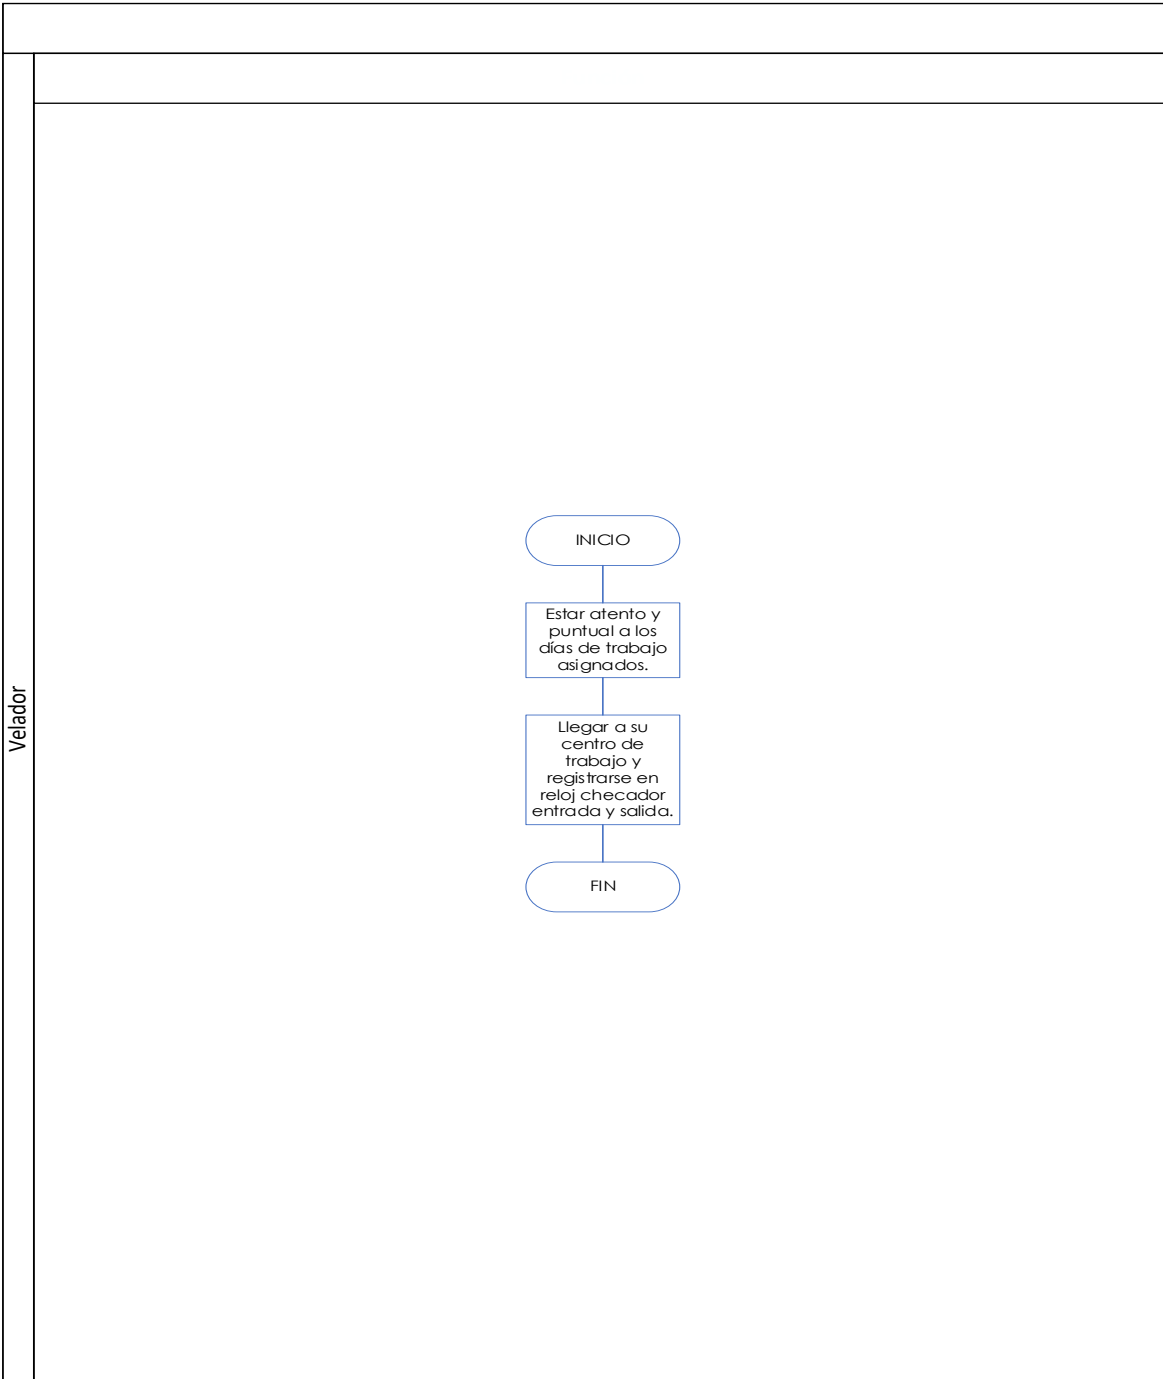 Velador
INICIO
Estar atento y
puntual a los
días de trabajo
asignados.
Llegar a su
centro de
trabajo y
registrarse en
reloj checador
entrada y salida.
FIN